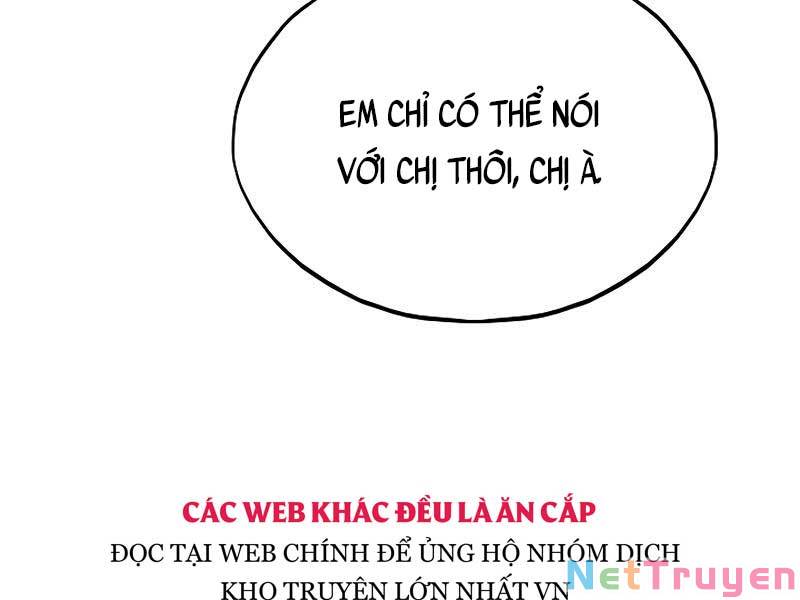 EM CHỈ CÓ THỂ NÓI
VỚI CHỊ THÔI, CHỊ À.
CÁC WEB KHÁC ĐỀU LÀ ĂN CẮP
ĐỌC TẠI WEB CHÍNH ĐỂ ỦNG HỘ NHÓM DỊCH
KHO TRUYỆN LỚN NHẤT VN
NetTruyen